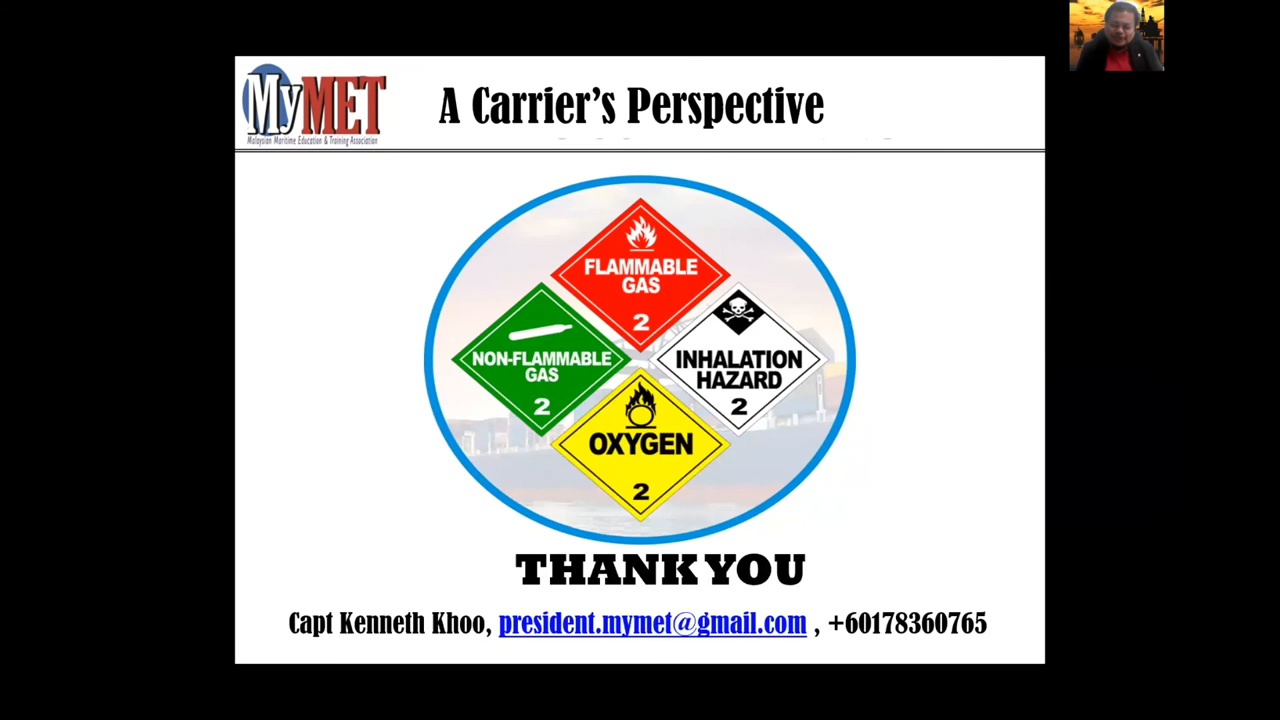 MyMET
Malaysian Maritime Education & Training Association
A Carrier's Perspective
FLAMMABLE
GAS
2
NON-FLAMMABLE
GAS
2
INHALATION
HAZARD
2
OXYGEN
2
THANK YOU
Capt Kenneth Khoo, president.mymet@gmail.com , +60178360765